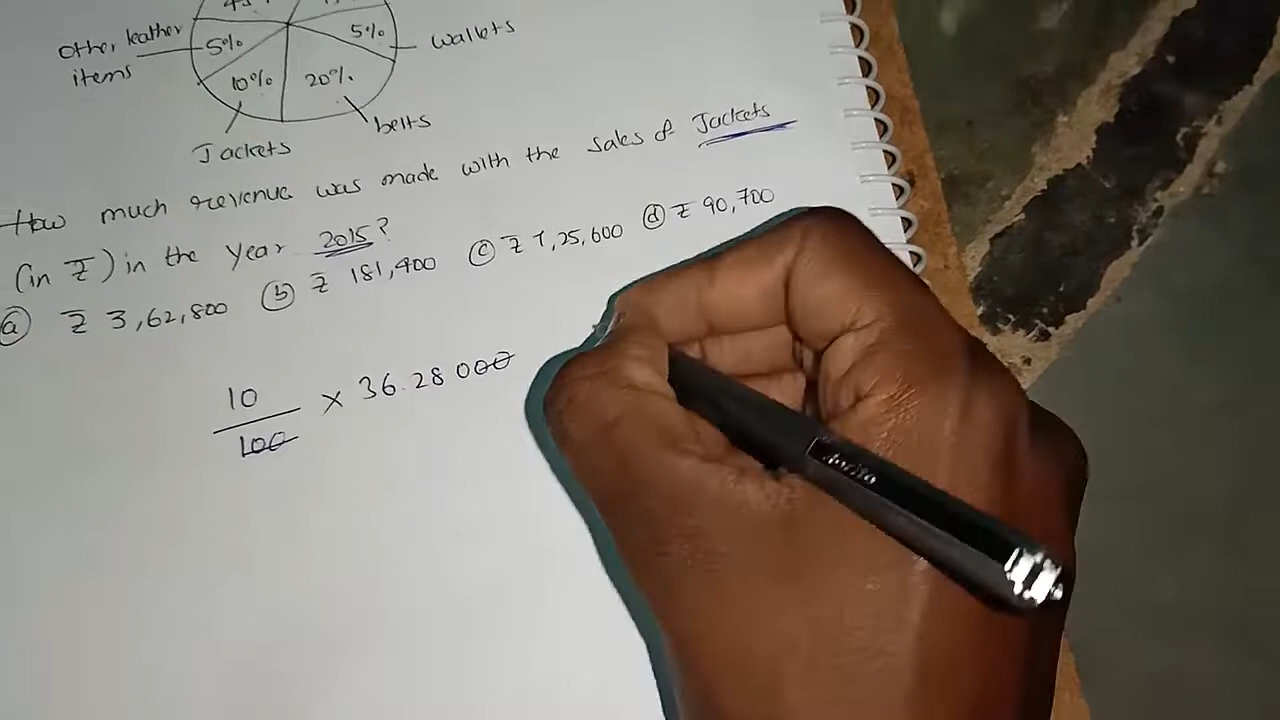 other leather
items
5%
5%
wallets
10%
20%
belts
Jackets
How much revenue was made with the sales of Jackets
(in ₹) in the year 2015?
ⓐ ₹ 3,62,800 ⓑ ₹ 181,400 ⓒ ₹ 1,25,600 ⓓ ₹ 90,700
10
100
× 36.28 000